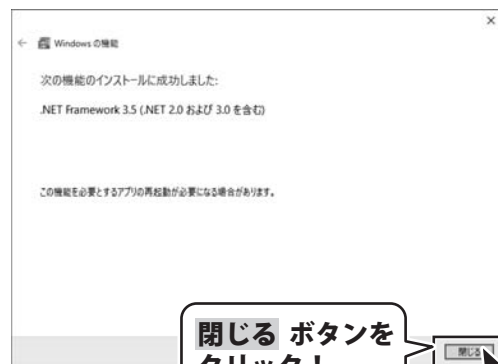 Windows の機能
次の機能のインストールに成功しました:
.NET Framework 3.5 (.NET 2.0 および 3.0 を含む)
この機能を必要とするアプリの再起動が必要になる場合があります。
閉じる ボタンを
クリック！
閉じる